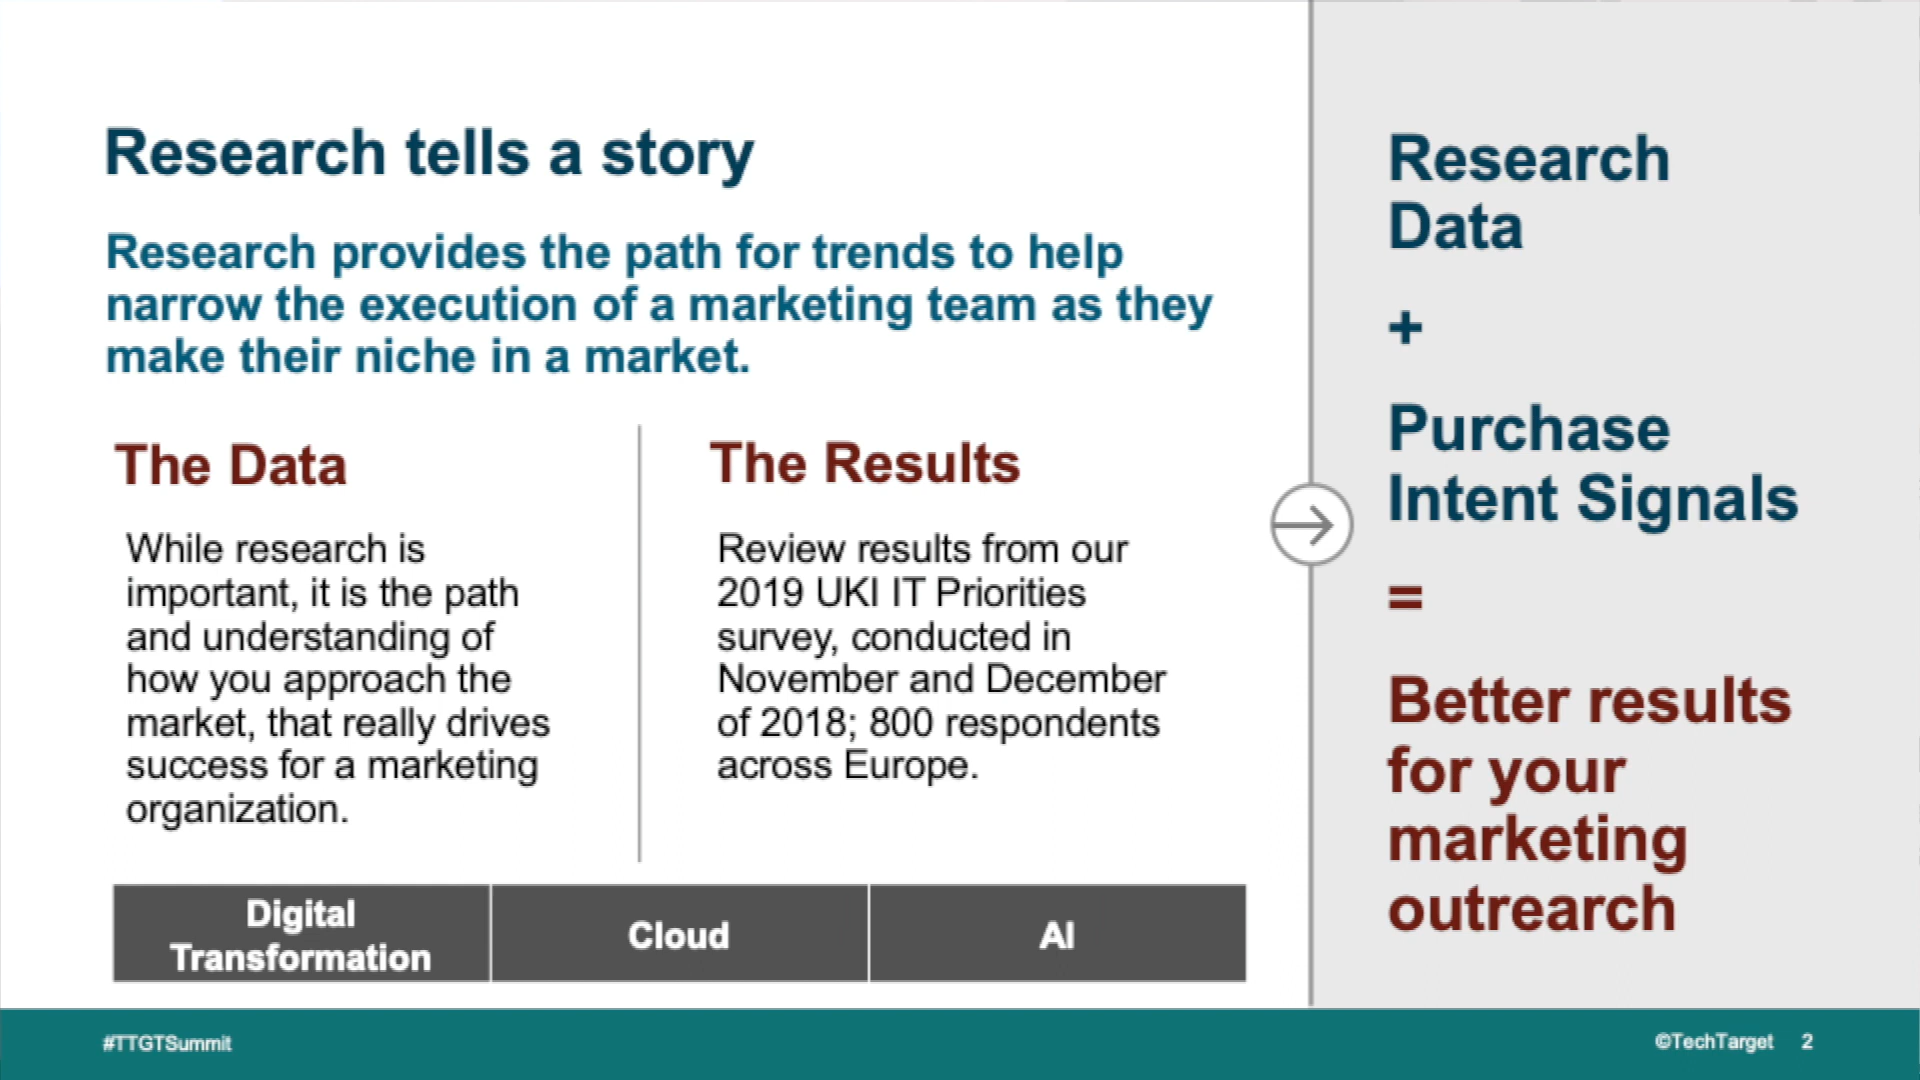 Research tells a story
Research provides the path for trends to help
narrow the execution of a marketing team as they
make their niche in a market.
The Data
While research is
important, it is the path
and understanding of
how you approach the
market, that really drives
success for a marketing
organization.
The Results
Review results from our
2019 UKI IT Priorities
survey, conducted in
November and December
of 2018; 800 respondents
across Europe.
Digital
Transformation
Cloud
AI
Research
Data
+
Purchase
Intent Signals
=
Better results
for your
marketing
outrearch
#TTGTSummit
©TechTarget 2